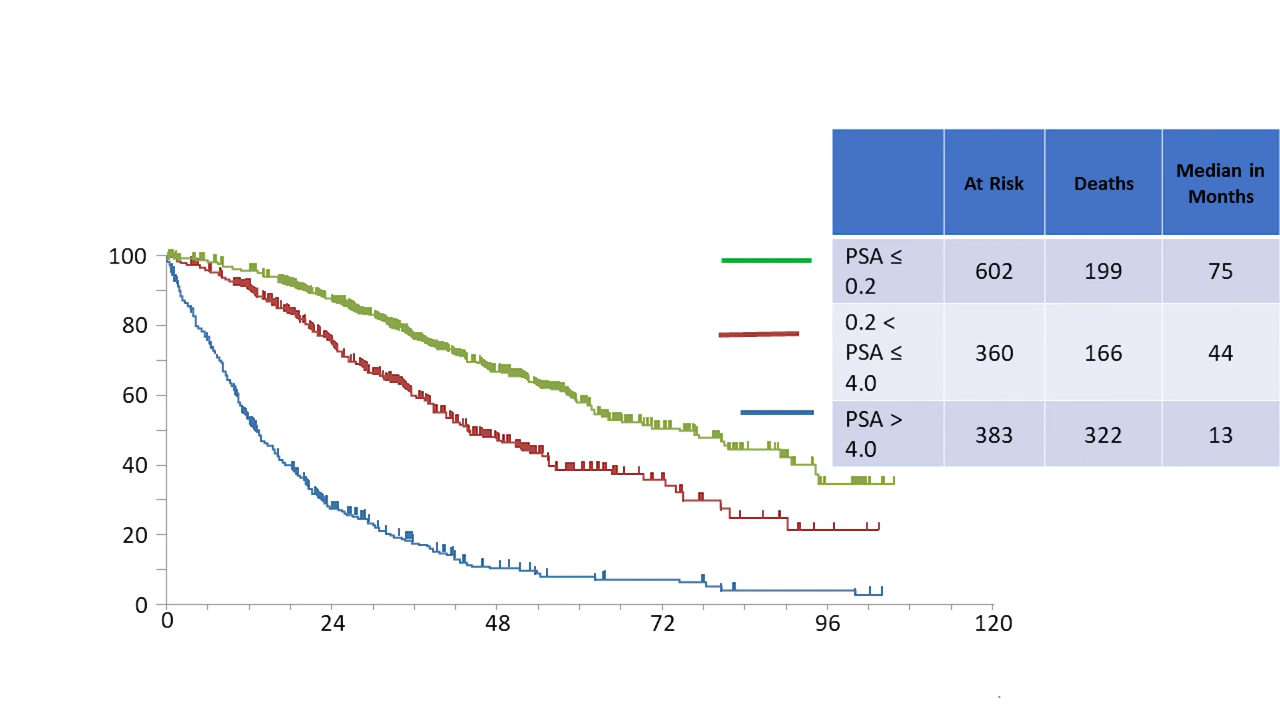 At Risk Deaths Median in
Months
PSA ≤
0.2
602 199 75
0.2 <
PSA ≤
4.0
360 166 44
PSA >
4.0
383 322 13
100
80
60
40
20
0
0 24 48 72 96 120